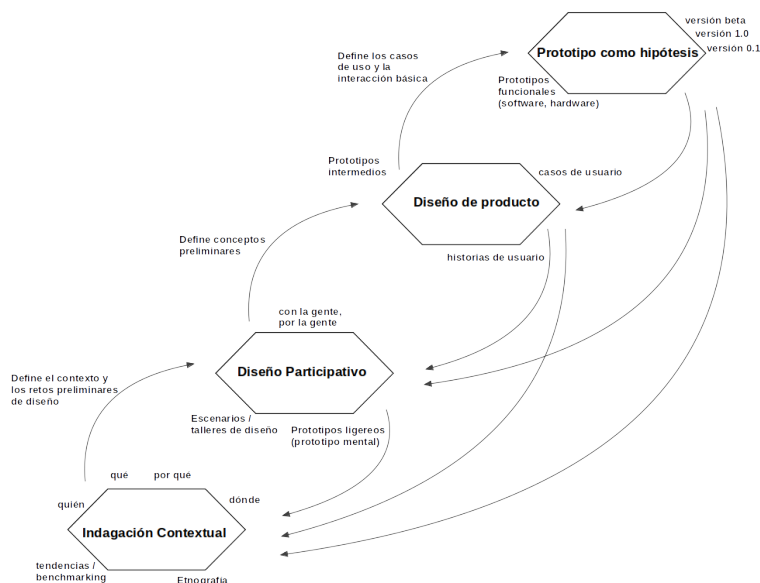 versión beta
versión 1.0
versión 0.1
Prototipo como hipótesis
Define los casos
de uso y la
interacción básica
Prototipos
funcionales
(software, hardware)
Prototipos
intermedios
casos de usuario
Diseño de producto
Define conceptos
preliminares
historias de usuario
con la gente,
por la gente
Diseño Participativo
Define el contexto y
los retos preliminares
de diseño
Escenarios /
talleres de diseño
Prototipos ligereos
(prototipo mental)
qué
por qué
quién
dónde
Indagación Contextual
tendencias /
benchmarking
Etnografia